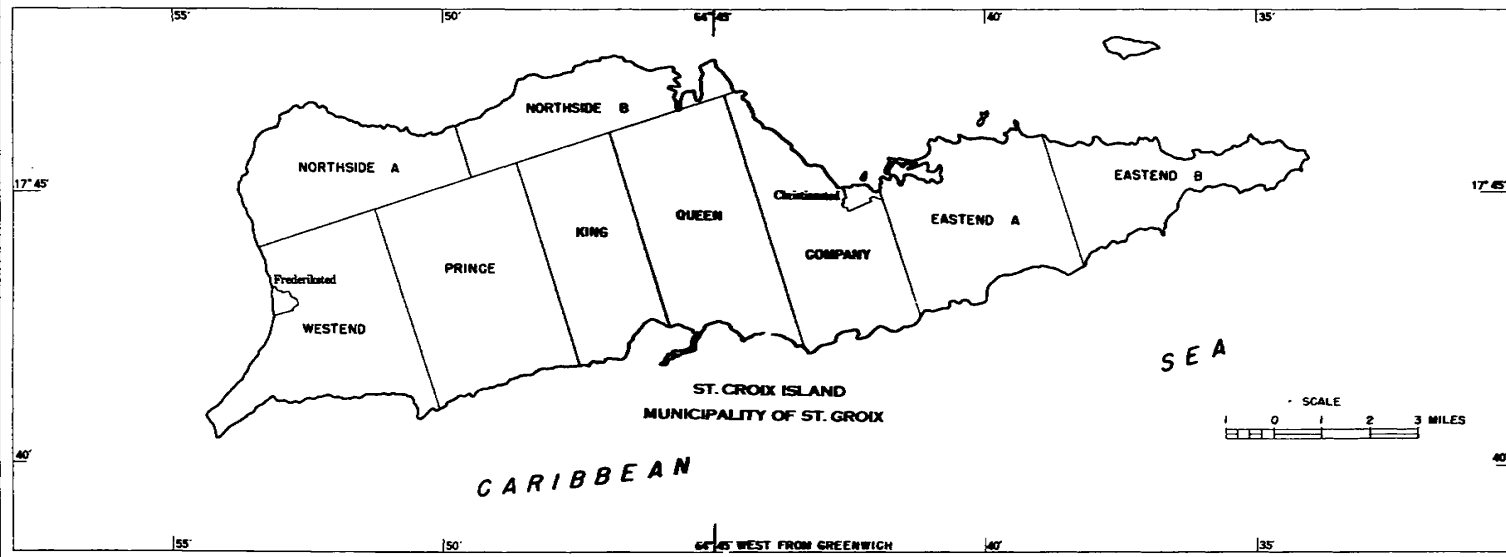 55' 50' 64°45' 40' 35'
NORTHSIDE B
NORTHSIDE A
17°45' 17°45'
EASTEND B
Christiansted
QUEEN
EASTEND A
KING
COMPANY
PRINCE
Frederiksted
WESTEND
SEA
ST. CROIX ISLAND
MUNICIPALITY OF ST. GROIX
SCALE
1 0 1 2 3 MILES
40' 40'
CARIBBEAN
55' 50' 64°45' WEST FROM GREENWICH 40' 35'